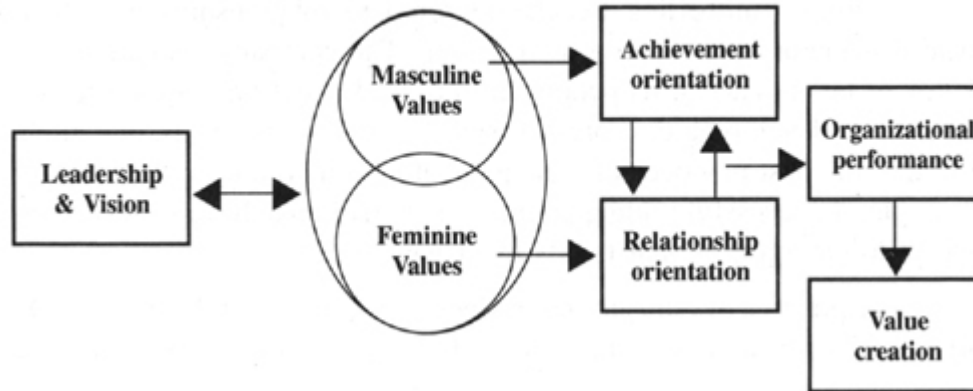 Leadership
& Vision
Masculine
Values
Feminine
Values
Achievement
orientation
Relationship
orientation
Organizational
performance
Value
creation